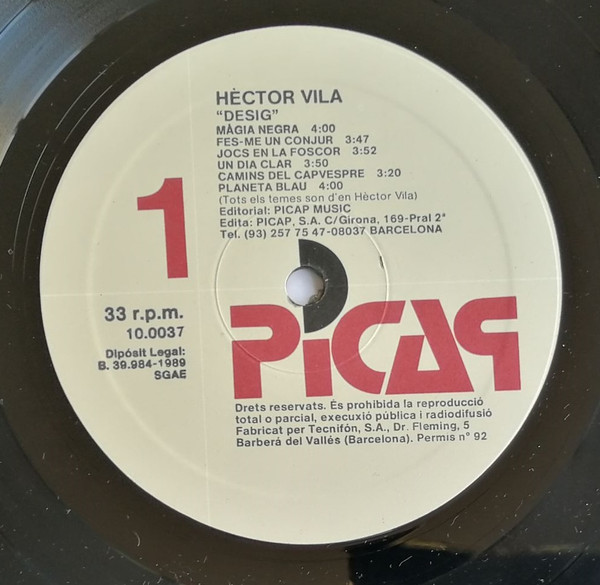 HÈCTOR VILA
"DESIG"
MÀGIA NEGRA 4:00
FES-ME UN CONJUR 3:47
JOCS EN LA FOSCOR 3:52
UN DIA CLAR 3:50
CAMINS DEL CAPVESPRE 3:20
PLANETA BLAU 4:00
(Tots els temes son d'en Hèctor Vila)
Editorial: PICAP MUSIC
Edita: PICAP, S.A. C/Girona, 169-Pral 2ª
Tel. (93) 257 75 47-08037 BARCELONA
1
33 r.p.m.
10.0037
Dipósit Legal:
B. 39.984-1989
SGAE
PICAP
Drets reservats. És prohibida la reproducció
total o parcial, execuxió pública i radiodifusió
Fabricat per Tecnifón, S.A., Dr. Fleming, 5
Barberá del Vallés (Barcelona). Permis n° 92